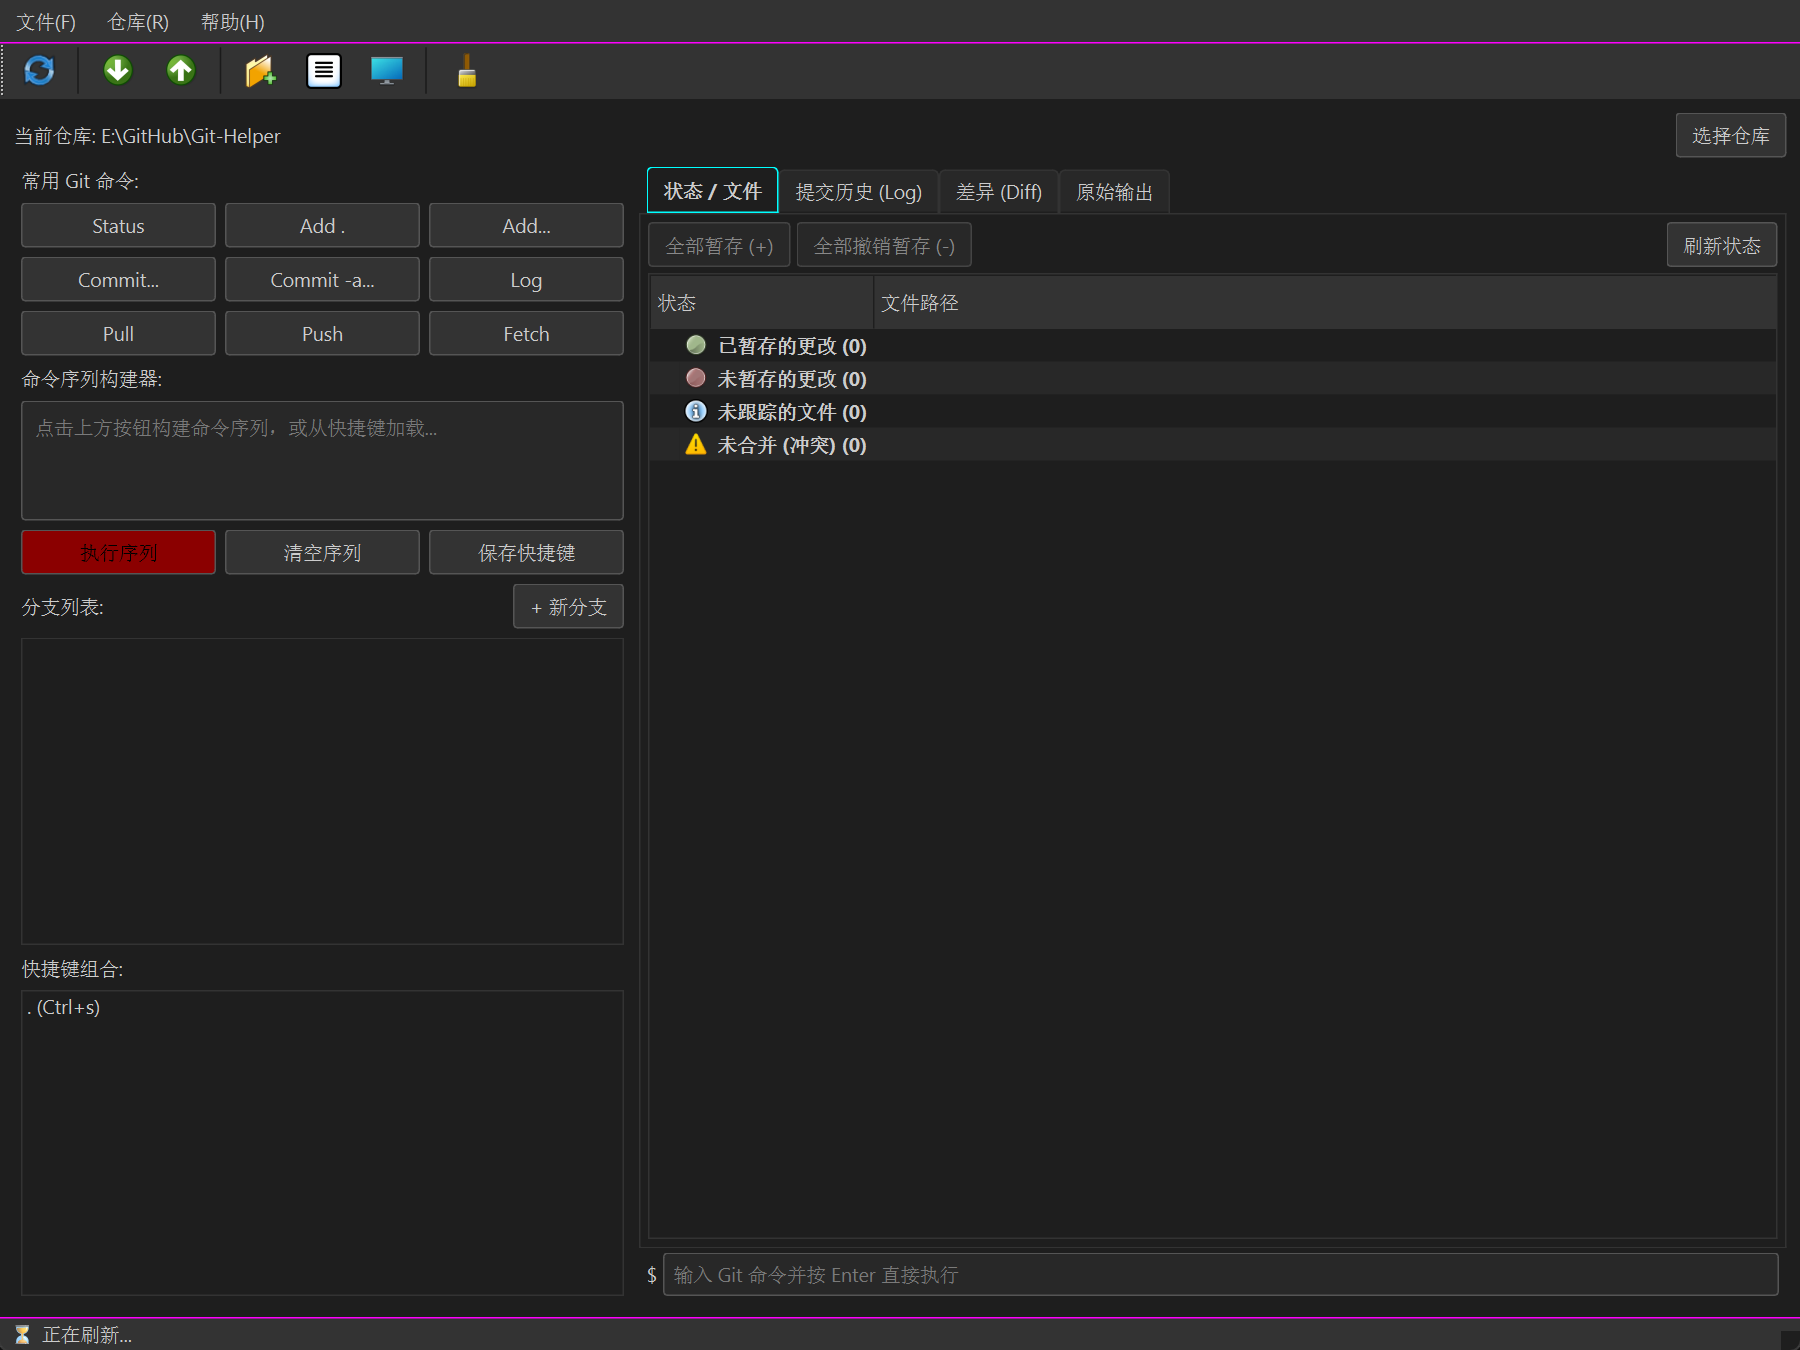 文件(F) 仓库(R) 帮助(H)
当前仓库: E:\GitHub\Git-Helper
选择仓库
常用 Git 命令:
Status Add . Add...
Commit... Commit -a... Log
Pull Push Fetch
命令序列构建器:
点击上方按钮构建命令序列，或从快捷键加载...
执行序列 清空序列 保存快捷键
分支列表:
+ 新分支
快捷键组合:
. (Ctrl+s)
状态 / 文件 提交历史 (Log) 差异 (Diff) 原始输出
全部暂存 (+) 全部撤销暂存 (-) 刷新状态
状态 文件路径
已暂存的更改 (0)
未暂存的更改 (0)
未跟踪的文件 (0)
未合并 (冲突) (0)
$ 输入 Git 命令并按 Enter 直接执行
正在刷新...